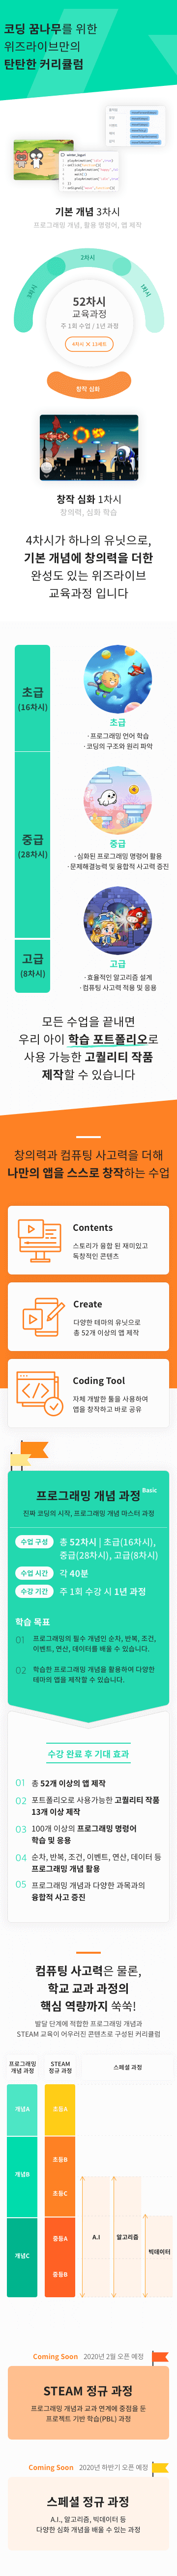 코딩 꿈나무를 위한
위즈라이브만의
탄탄한 커리큘럼
기본 개념 3차시
프로그래밍 개념, 활용 명령어, 앱 제작
2차시
3차시
1차시
52차시
교육과정
주 1회 수업 / 1년 과정
4차시 X 13세트
창작 심화
창작 심화 1차시
창의력, 심화 학습
4차시가 하나의 유닛으로,
기본 개념에 창의력을 더한
완성도 있는 위즈라이브
교육과정 입니다
초급
(16차시)
초급
· 프로그래밍 언어 학습
· 코딩의 구조와 원리 파악
중급
(28차시)
중급
· 심화된 프로그래밍 명령어 활용
· 문제해결능력 및 융합적 사고력 증진
고급
(8차시)
고급
· 효율적인 알고리즘 설계
· 컴퓨팅 사고력 적용 및 응용
모든 수업을 끝내면
우리 아이 학습 포트폴리오로
사용 가능한 고퀄리티 작품
제작할 수 있습니다
창의력과 컴퓨팅 사고력을 더해
나만의 앱을 스스로 창작하는 수업
Contents
스토리가 융합 된 재미있고
독창적인 콘텐츠
Create
다양한 테마의 유닛으로
총 52개 이상의 앱 제작
Coding Tool
자체 개발한 툴을 사용하여
앱을 창작하고 바로 공유
프로그래밍 개념 과정 Basic
진짜 코딩의 시작, 프로그래밍 개념 마스터 과정
수업 구성 총 52차시 | 초급(16차시),
중급(28차시), 고급(8차시)
수업 시간 각 40분
수강 기간 주 1회 수강 시 1년 과정
학습 목표
01 프로그래밍의 필수 개념인 순차, 반복, 조건,
이벤트, 연산, 데이터를 배울 수 있습니다.
02 학습한 프로그래밍 개념을 활용하여 다양한
테마의 앱을 제작할 수 있습니다.
수강 완료 후 기대 효과
01 총 52개 이상의 앱 제작
02 포트폴리오로 사용가능한 고퀄리티 작품
13개 이상 제작
03 100개 이상의 프로그래밍 명령어
학습 및 응용
04 순차, 반복, 조건, 이벤트, 연산, 데이터 등
프로그래밍 개념 활용
05 프로그래밍 개념과 다양한 과목과의
융합적 사고 증진
컴퓨팅 사고력은 물론,
학교 교과 과정의
핵심 역량까지 쑥쑥!
발달 단계에 적합한 프로그래밍 개념과
STEAM 교육이 어우러진 콘텐츠로 구성된 커리큘럼
프로그래밍
개념 과정
STEAM
정규 과정
스페셜 과정
개념A
초등A
개념B
초등B
초등C
개념C
중등A
A.I
알고리즘
빅데이터
중등B
Coming Soon 2020년 2월 오픈 예정
STEAM 정규 과정
프로그래밍 개념과 교과 연계에 중점을 둔
프로젝트 기반 학습(PBL) 과정
Coming Soon 2020년 하반기 오픈 예정
스페셜 정규 과정
A.I., 알고리즘, 빅데이터 등
다양한 심화 개념을 배울 수 있는 과정